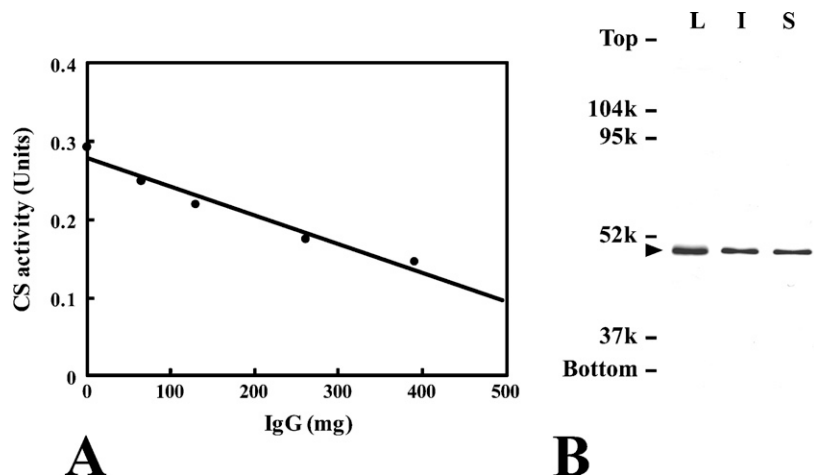 0.4
0.3
0.2
0.1
0
CS activity (Units)
0 100 200 300 400 500
IgG (mg)
A
L I S
Top –
104k –
95k –
52k –
37k –
Bottom –
B